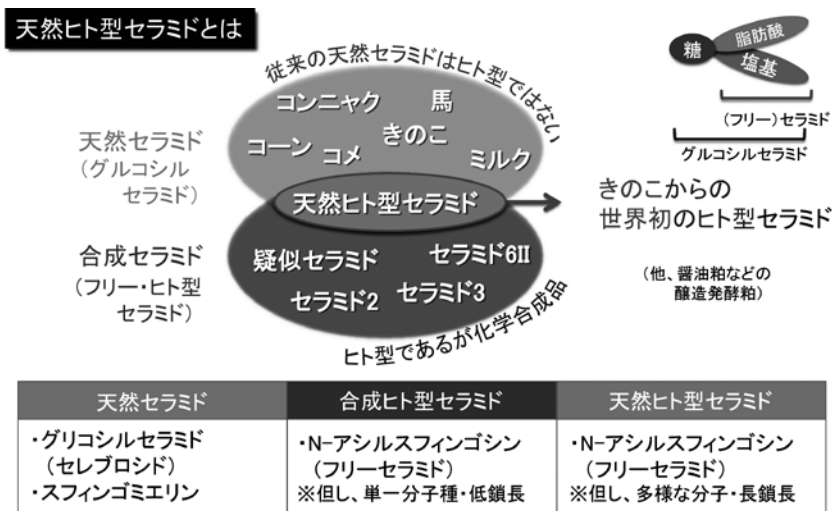 天然ヒト型セラミドとは
従来の天然セラミドはヒト型ではない
コンニャク
馬
コーン
コメ
きのこ
ミルク
天然セラミド
(グルコシル
セラミド)
天然ヒト型セラミド
合成セラミド
(フリー・ヒト型
セラミド)
疑似セラミド
セラミド6II
セラミド2
セラミド3
ヒト型であるが化学合成品
糖
脂肪酸
塩基
(フリー)セラミド
グルコシルセラミド
きのこからの
世界初のヒト型セラミド
(他、醤油粕などの
醸造発酵粕)
天然セラミド
合成ヒト型セラミド
天然ヒト型セラミド
・グリコシルセラミド
(セレブロシド)
・スフィンゴミエリン
・N-アシルスフィンゴシン
(フリーセラミド)
※但し、単一分子種・低鎖長
・N-アシルスフィンゴシン
(フリーセラミド)
※但し、多様な分子・長鎖長